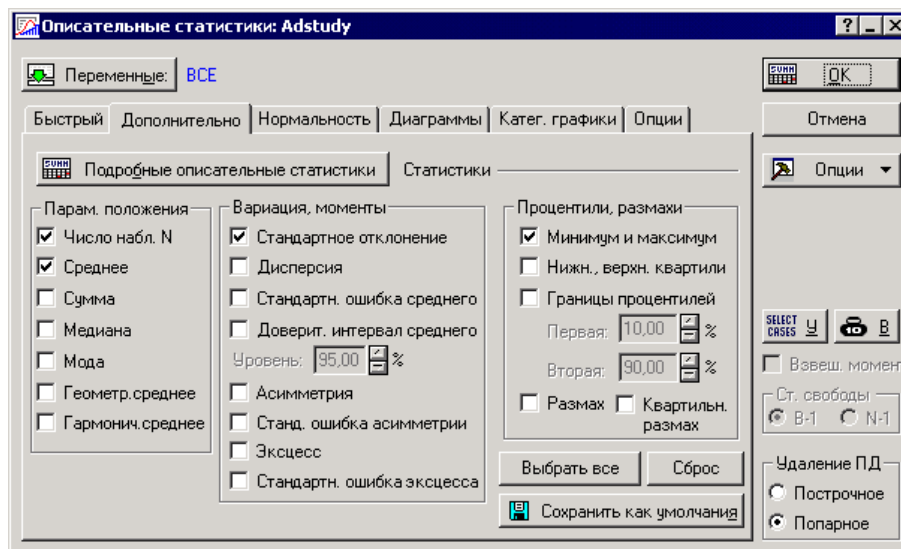 Описательные статистики: Adstudy
Переменные: ВСЕ
OK
Быстрый Дополнительно Нормальность Диаграммы Катег. графики Опции
Отмена
SUMM Подробные описательные статистики Статистики
Опции
Парам. положения
Число набл. N
Среднее
Сумма
Медиана
Мода
Геометр.среднее
Гармонич.среднее
Вариация, моменты
Стандартное отклонение
Дисперсия
Стандартн. ошибка среднего
Доверит. интервал среднего
Уровень: 95,00 %
Асимметрия
Станд. ошибка асимметрии
Эксцесс
Стандартн. ошибка эксцесса
Процентили, размахи
Минимум и максимум
Нижн., верхн. квартили
Границы процентилей
Первая: 10,00 %
Вторая: 90,00 %
Размах Квартильн.
размах
Выбрать все Сброс
Сохранить как умолчания
SUMM
SELECT
CASES У В
Взвеш. момен
Ст. свободы
В-1 N-1
Удаление ПД
Построчное
Попарное